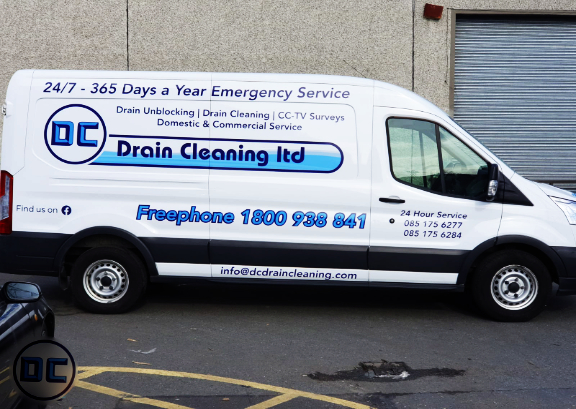 24/7 - 365 Days a Year Emergency Service
Drain Unblocking | Drain Cleaning | CC-TV Surveys
Domestic & Commercial Service
DC
Drain Cleaning ltd
Find us on
Freephone 1800 938 841
24 Hour Service
085 175 6277
085 175 6284
info@dcdraincleaning.com
DC